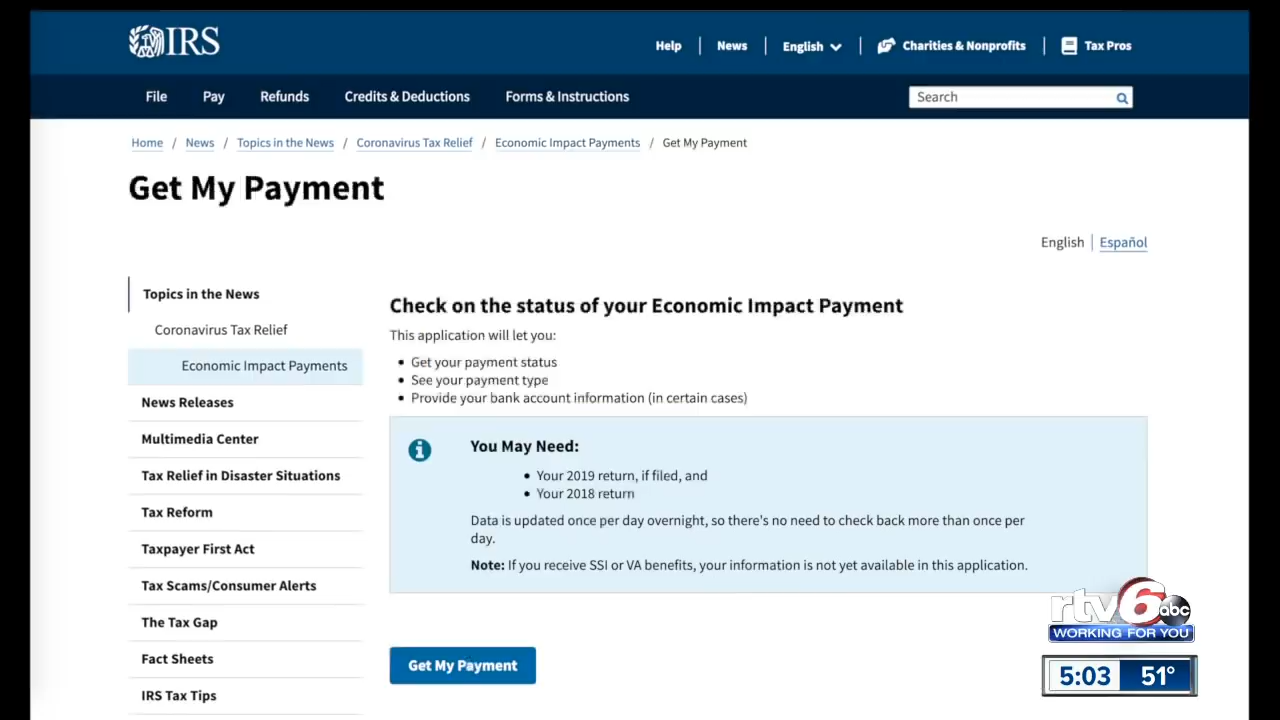 IRS
Help
News
English
Charities & Nonprofits
Tax Pros
File
Pay
Refunds
Credits & Deductions
Forms & Instructions
Search
Home / News / Topics in the News / Coronavirus Tax Relief / Economic Impact Payments / Get My Payment
Get My Payment
English | Español
Topics in the News
Coronavirus Tax Relief
Economic Impact Payments
News Releases
Multimedia Center
Tax Relief in Disaster Situations
Tax Reform
Taxpayer First Act
Tax Scams/Consumer Alerts
The Tax Gap
Fact Sheets
IRS Tax Tips
Check on the status of your Economic Impact Payment
This application will let you:
• Get your payment status
• See your payment type
• Provide your bank account information (in certain cases)
You May Need:
• Your 2019 return, if filed, and
• Your 2018 return
Data is updated once per day overnight, so there's no need to check back more than once per
day.
Note: If you receive SSI or VA benefits, your information is not yet available in this application.
Get My Payment
rtv6 abc
WORKING FOR YOU
5:03 51°